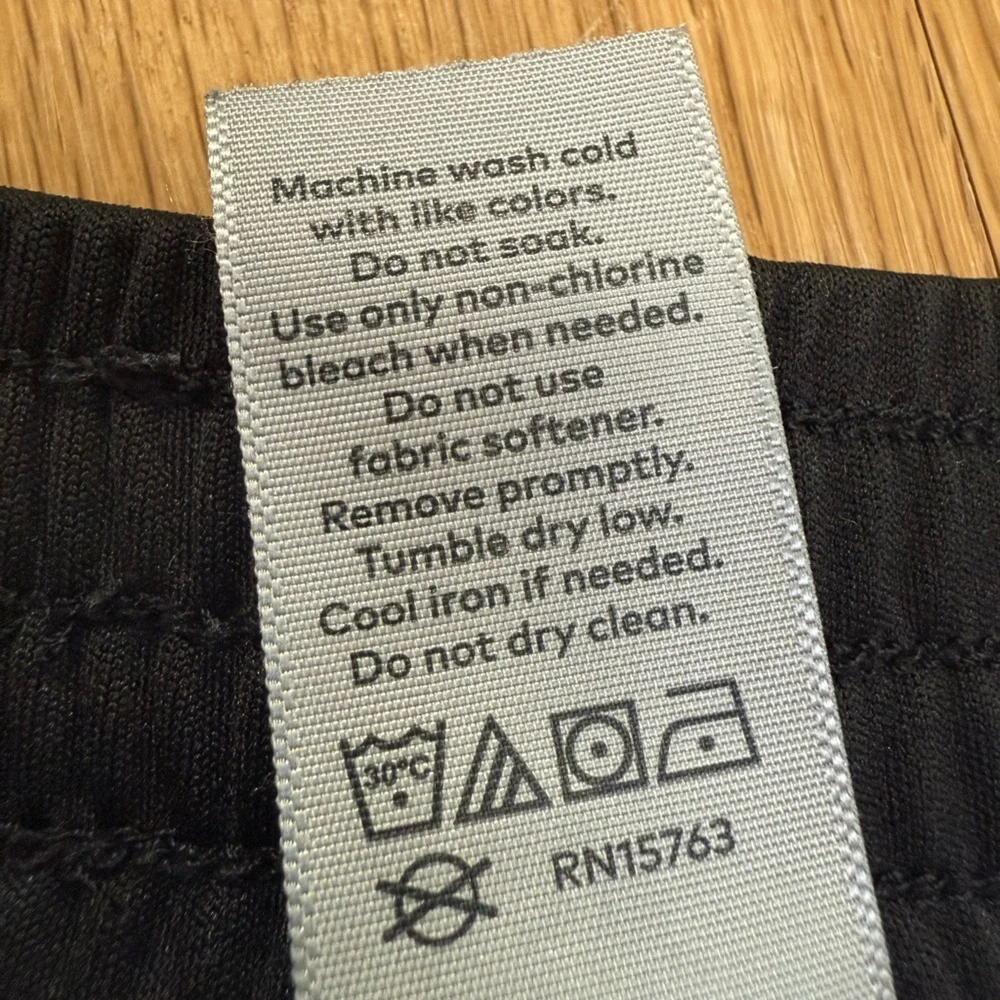 Machine wash cold
with like colors.
Do not soak.
Use only non-chlorine
bleach when needed.
Do not use
fabric softener.
Remove promptly.
Tumble dry low.
Cool iron if needed.
Do not dry clean.
30°C
RN15763